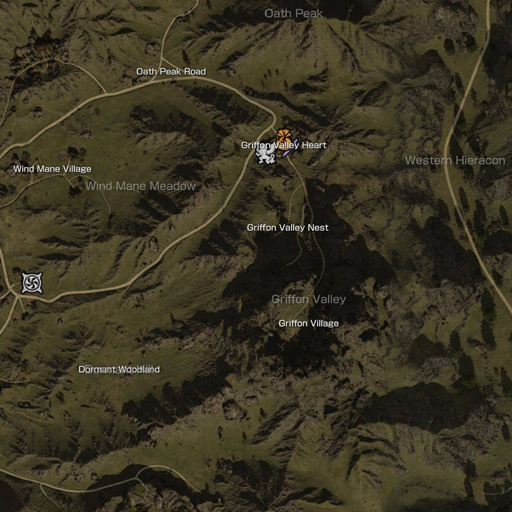 Oath Peak
Oath Peak Road
Griffon Valley Heart
Western Hieracon
Wind Mane Village
Wind Mane Meadow
Griffon Valley Nest
Griffon Valley
Griffon Village
Dormant Woodland